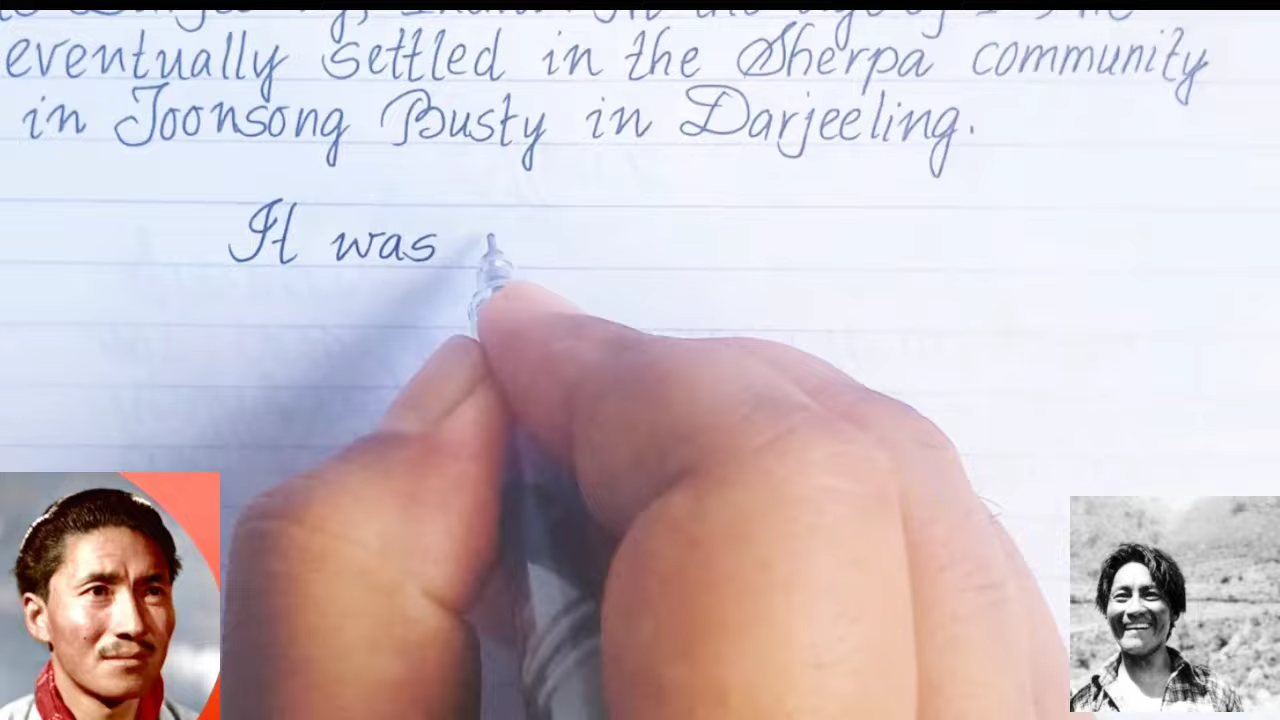 eventually settled in the Sherpa community
in Toonsong Busty in Darjeeling.
It was